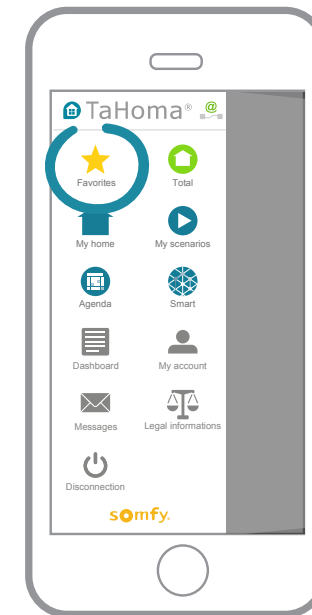 TaHoma® @
Favorites Total
My home My scenarios
Agenda Smart
Dashboard My account
Messages Legal informations
Disconnection
somfy.